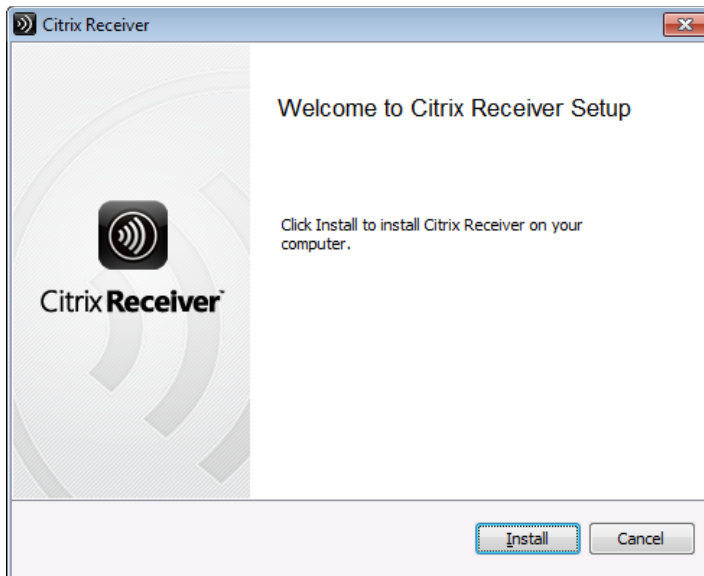 Citrix Receiver
Welcome to Citrix Receiver Setup
Click Install to install Citrix Receiver on your
computer.
Citrix Receiver™
Install
Cancel